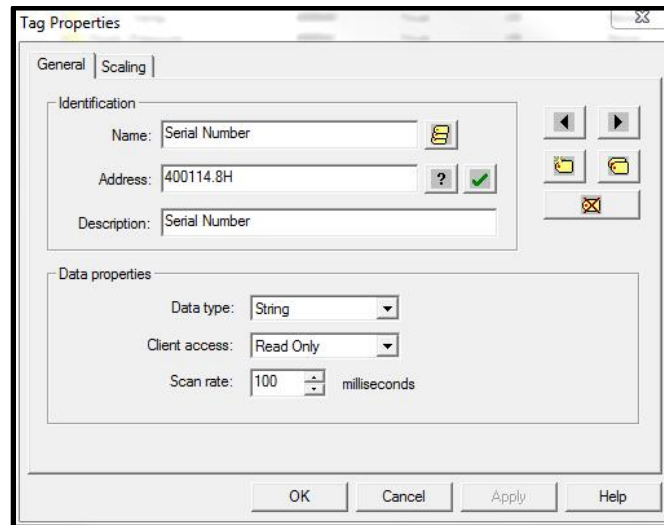 Tag Properties
General Scaling
Identification
Name: Serial Number
Address: 400114.8H ?
Description: Serial Number
Data properties
Data type: String
Client access: Read Only
Scan rate: 100 milliseconds
OK Cancel Apply Help